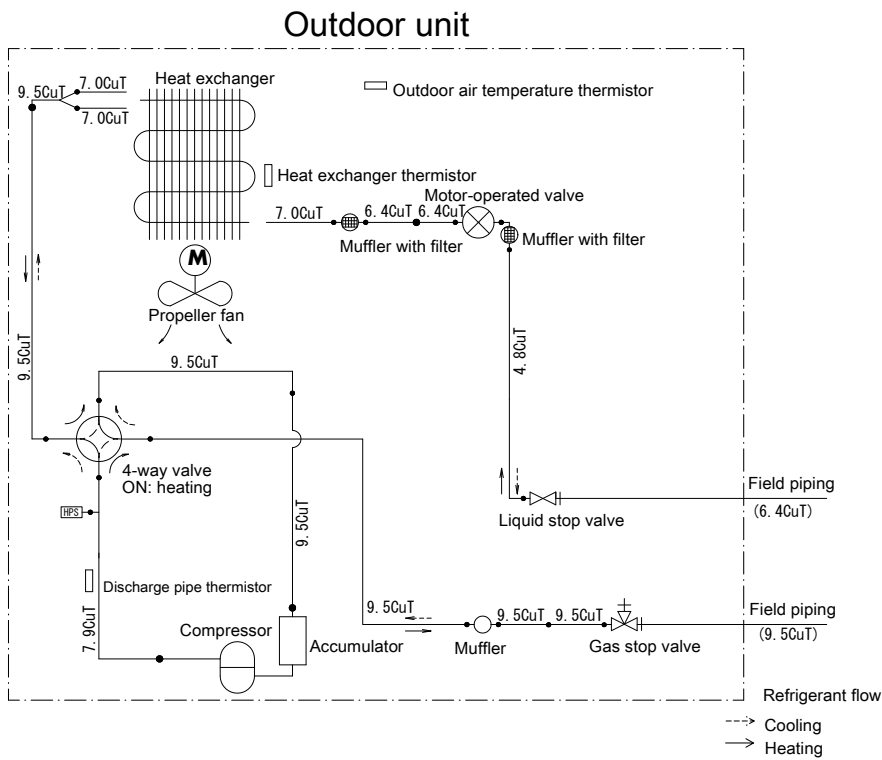 Outdoor unit
Heat exchanger
7.0CuT
9.5CuT
7.0CuT
Outdoor air temperature thermistor
Heat exchanger thermistor
Motor-operated valve
7.0CuT
6.4CuT
6.4CuT
Muffler with filter
Muffler with filter
M
Propeller fan
9.5CuT
9.5CuT
4.8CuT
4-way valve
ON: heating
Field piping
(6.4CuT)
Liquid stop valve
HPS
9.5CuT
Discharge pipe thermistor
7.9CuT
Compressor
Accumulator
9.5CuT
9.5CuT
9.5CuT
Muffler
Gas stop valve
Field piping
(9.5CuT)
Refrigerant flow
Cooling
Heating